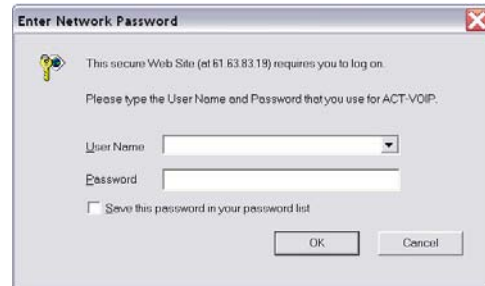 Enter Network Password
This secure Web Site (at 61.63.83.19) requires you to log on.
Please type the User Name and Password that you use for ACT-VOIP.
User Name
Password
Save this password in your password list
OK Cancel